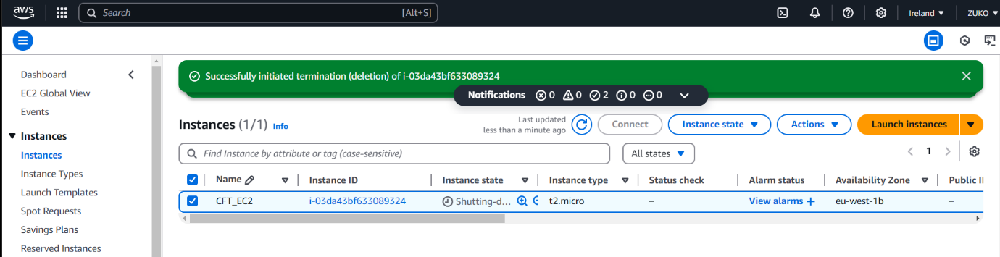 aws
Search [Alt+S]
Ireland ▼ ZUKO ▼
Dashboard
EC2 Global View
Events
▼ Instances
Instances
Instance Types
Launch Templates
Spot Requests
Savings Plans
Reserved Instances
Successfully initiated termination (deletion) of i-03da43bf633089324
Notifications 0 0 2 0 0
Instances (1/1) Info
Last updated
less than a minute ago
Connect
Instance state ▼
Actions ▼
Launch instances ▼
Find Instance by attribute or tag (case-sensitive)
All states ▼
1
Name Instance ID Instance state Instance type Status check Alarm status Availability Zone Public I
CFT_EC2 i-03da43bf633089324 Shutting-d... t2.micro – View alarms + eu-west-1b –